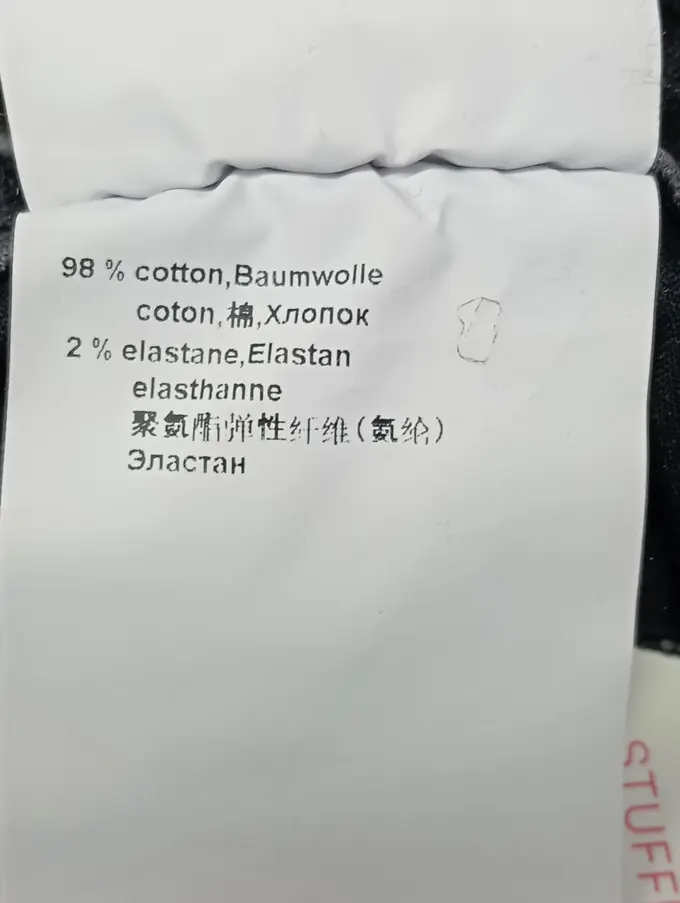 98 % cotton,Baumwolle
coton,棉,Хлопок
2 % elastane,Elastan
elasthanne
聚氨酯弹性纤维(氨纶)
Эластан
STUFF